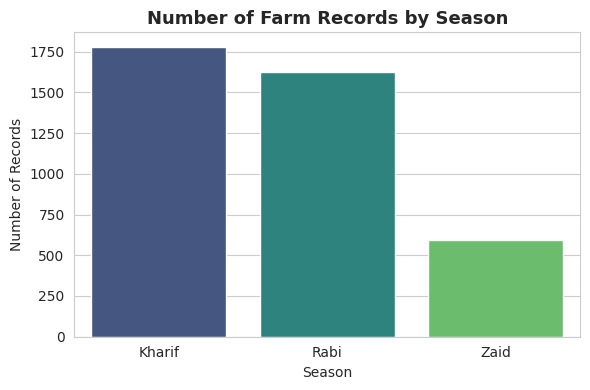 Number of Farm Records by Season
Number of Records
1750
1500
1250
1000
750
500
250
0
Kharif Rabi Zaid
Season